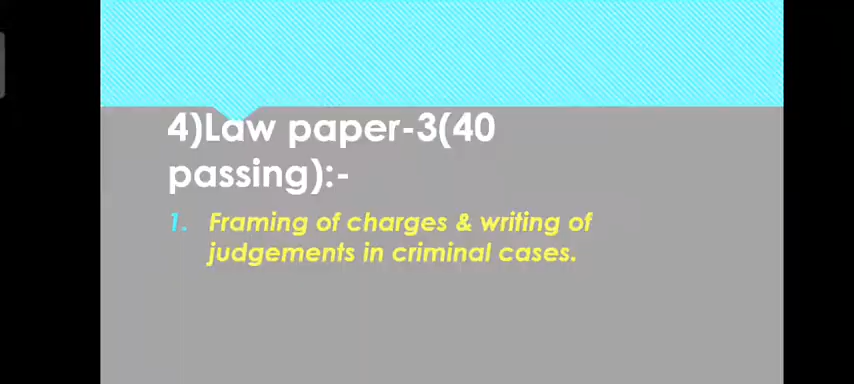 4)Law paper-3(40
passing):-
1. Framing of charges & writing of
judgements in criminal cases.